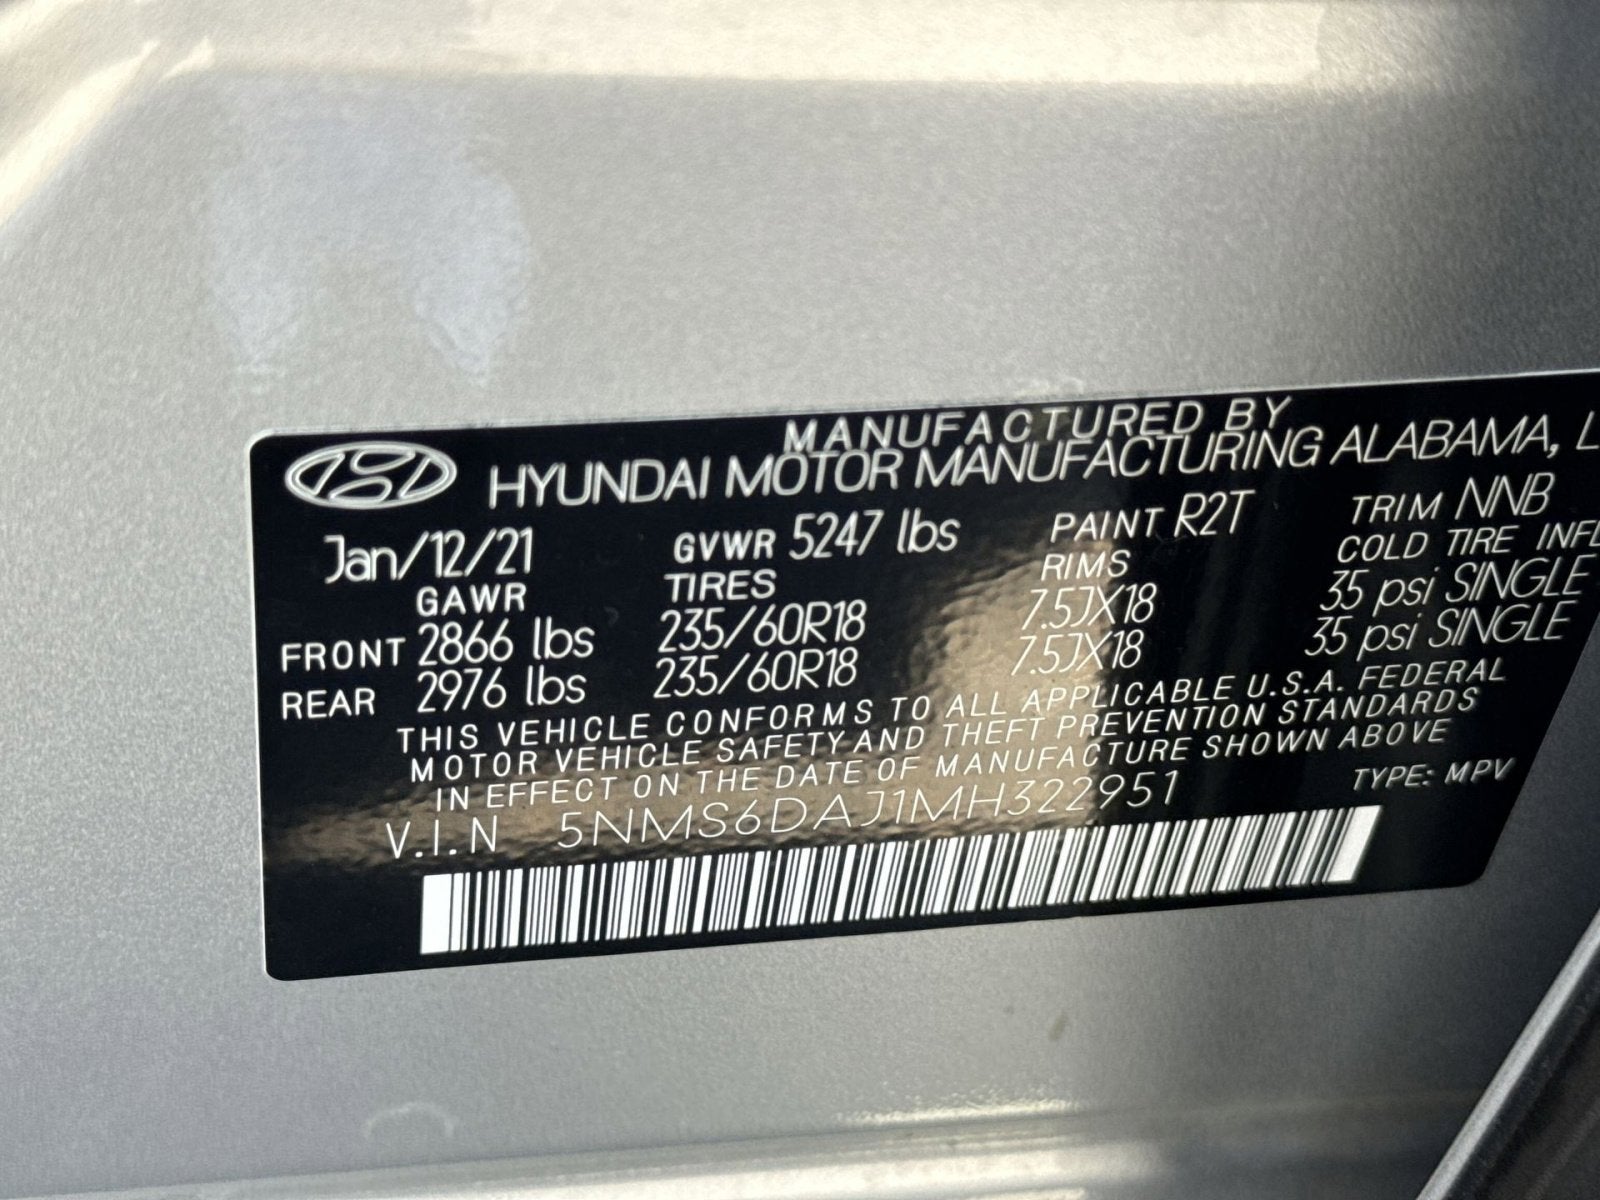 MANUFACTURED BY
HYUNDAI MOTOR MANUFACTURING ALABAMA, L
Jan/12/21 GVWR 5247 lbs PAINT R2T TRIM NNB
GAWR TIRES RIMS COLD TIRE INFL
FRONT 2866 lbs 235/60R18 7.5JX18 35 psi SINGLE
REAR 2976 lbs 235/60R18 7.5JX18 35 psi SINGLE
THIS VEHICLE CONFORMS TO ALL APPLICABLE U.S.A. FEDERAL
MOTOR VEHICLE SAFETY AND THEFT PREVENTION STANDARDS
IN EFFECT ON THE DATE OF MANUFACTURE SHOWN ABOVE
V.I.N 5NMS6DAJ1MH322951 TYPE: MPV